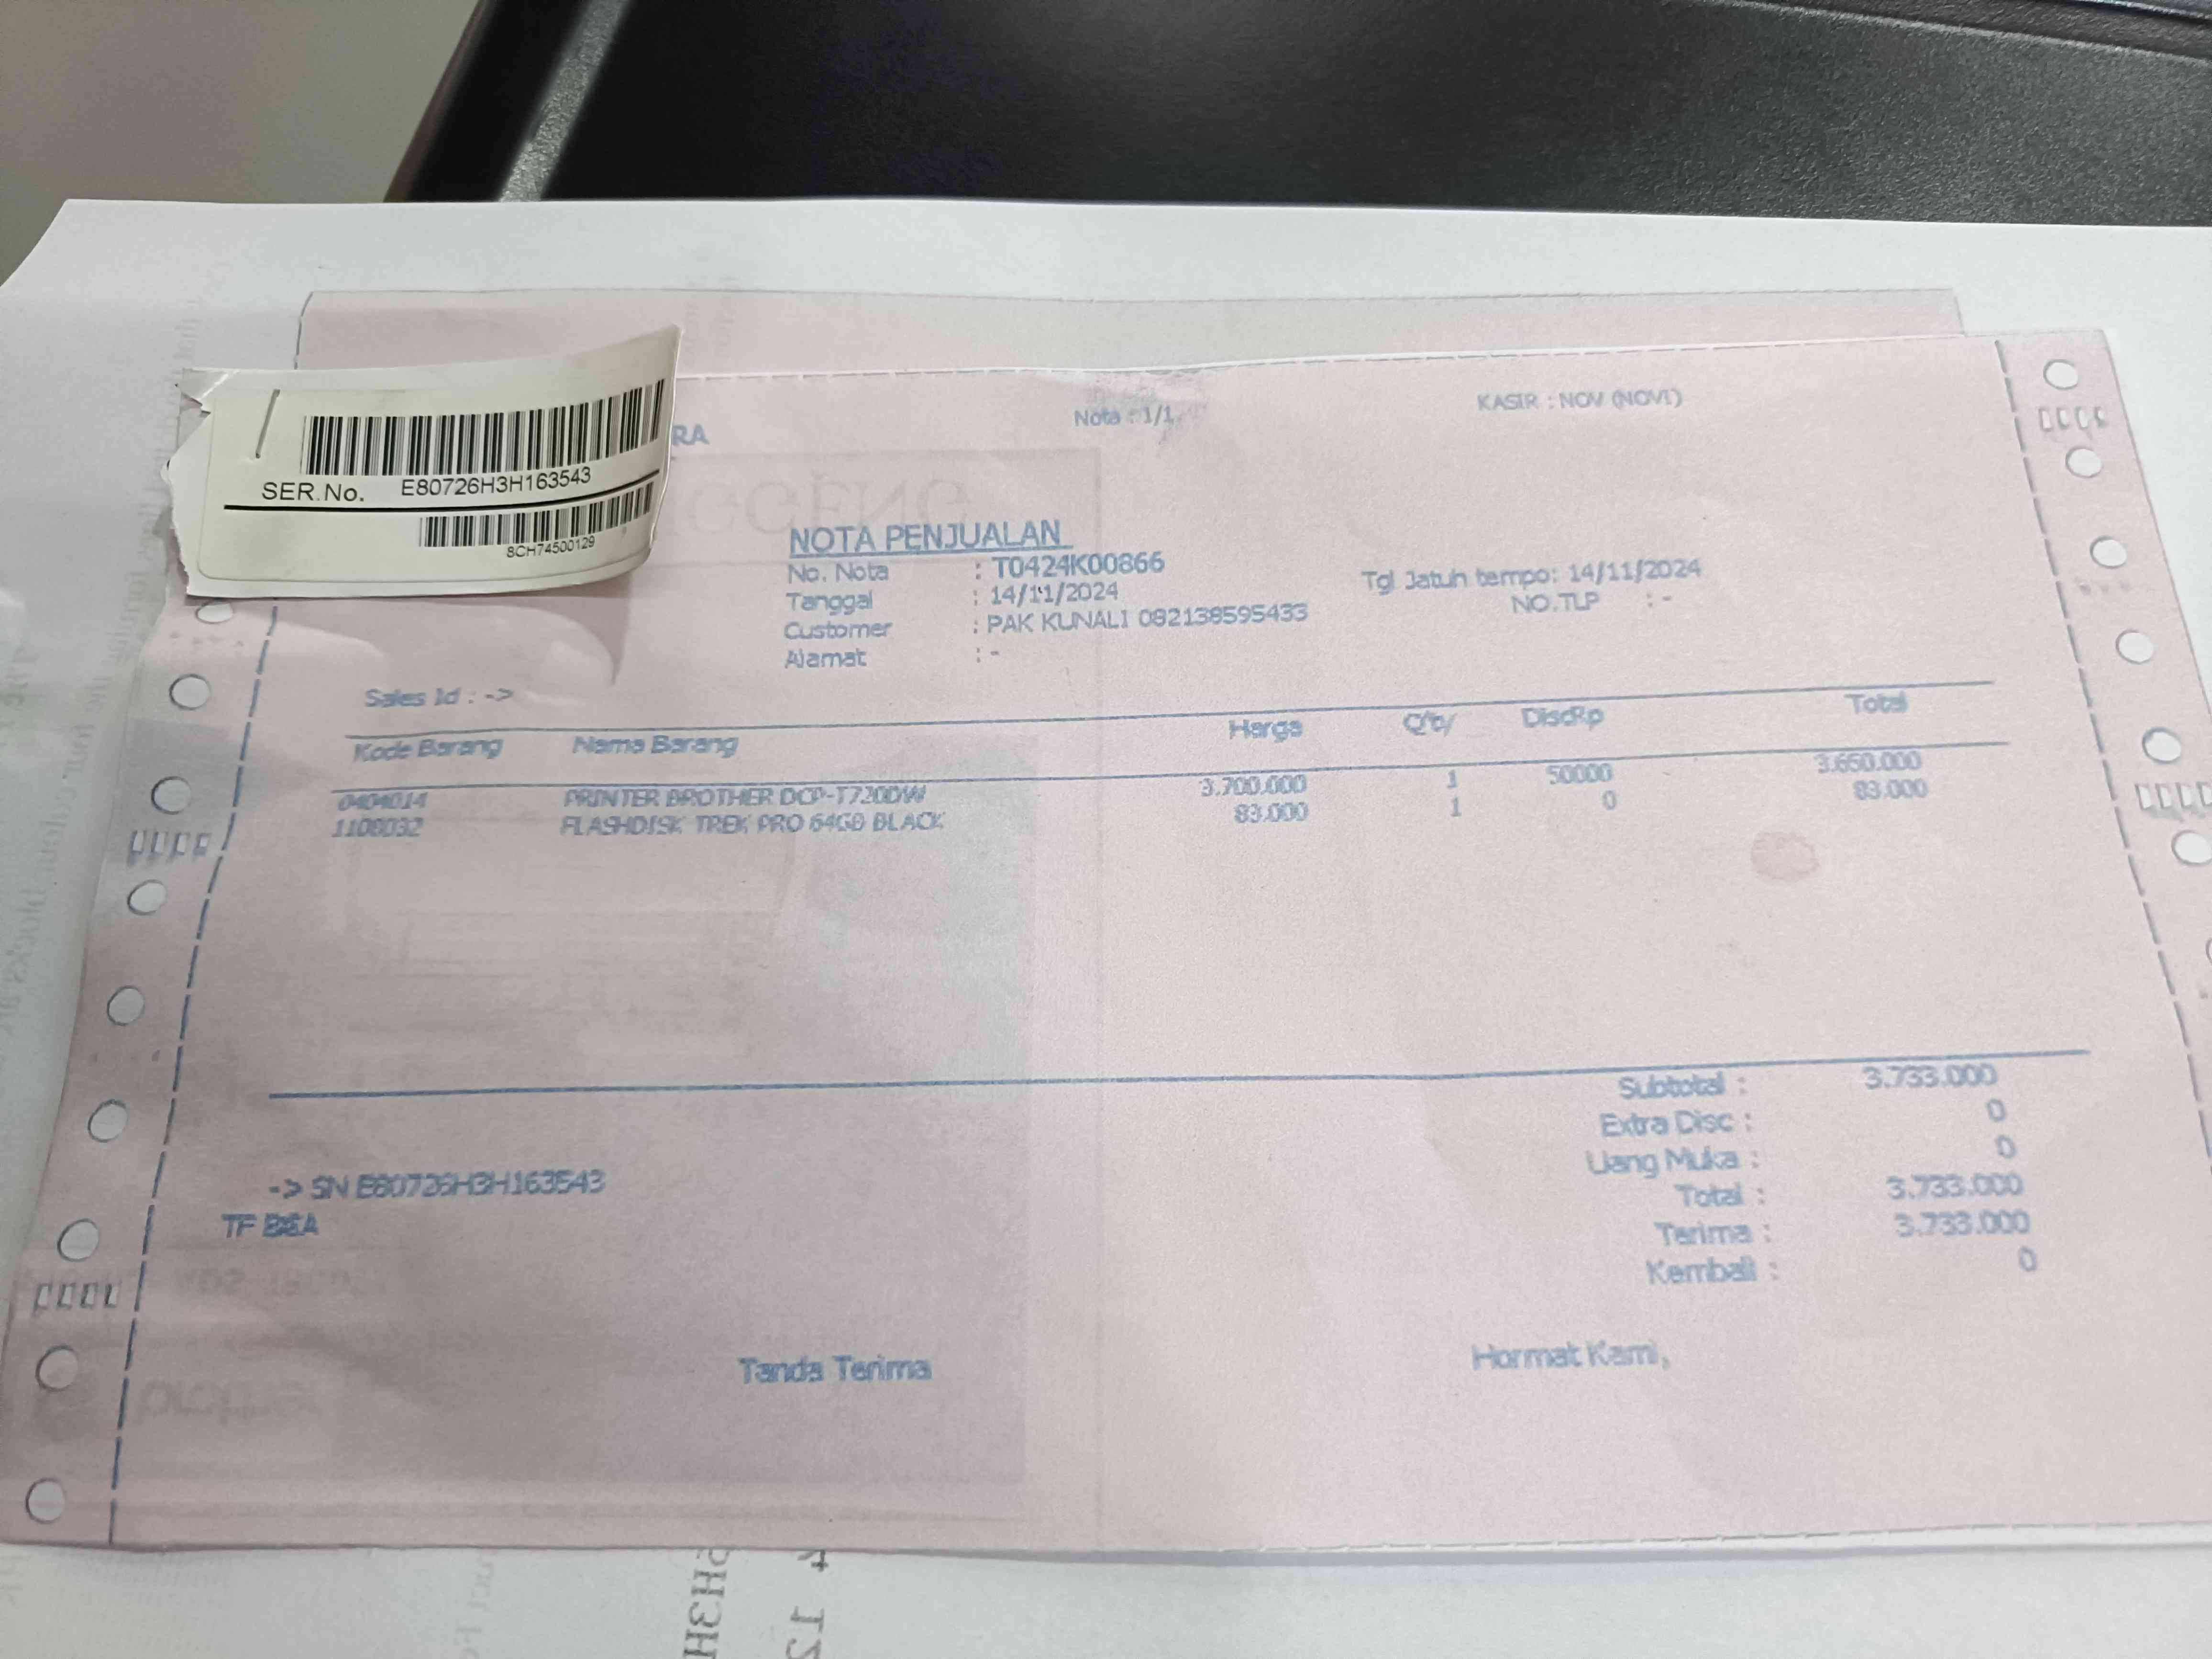 SER.No. E80726H3H163543
8CH74500129
RA
Nota : 1/1
KASIR : NOV (NOVI)
NOTA PENJUALAN
No. Nota : T0424K00866
Tanggal : 14/11/2024
Customer : PAK KUNALI 082138595433
Alamat : -
Tgl Jatuh tempo: 14/11/2024
NO.TLP : -
Sales Id : ->
Kode Barang Nama Barang Harga Qty DiscRp Total
0404014 PRINTER BROTHER DCP-T720DW 3.700.000 1 50000 3.650.000
1108032 FLASHDISK TREK PRO 64GB BLACK 83.000 1 0 83.000
Subtotal : 3.733.000
Extra Disc : 0
Uang Muka : 0
Total : 3.733.000
Terima : 3.733.000
Kembali : 0
-> SN E80726H3H163543
TF BCA
Tanda Terima
Hormat Kami,